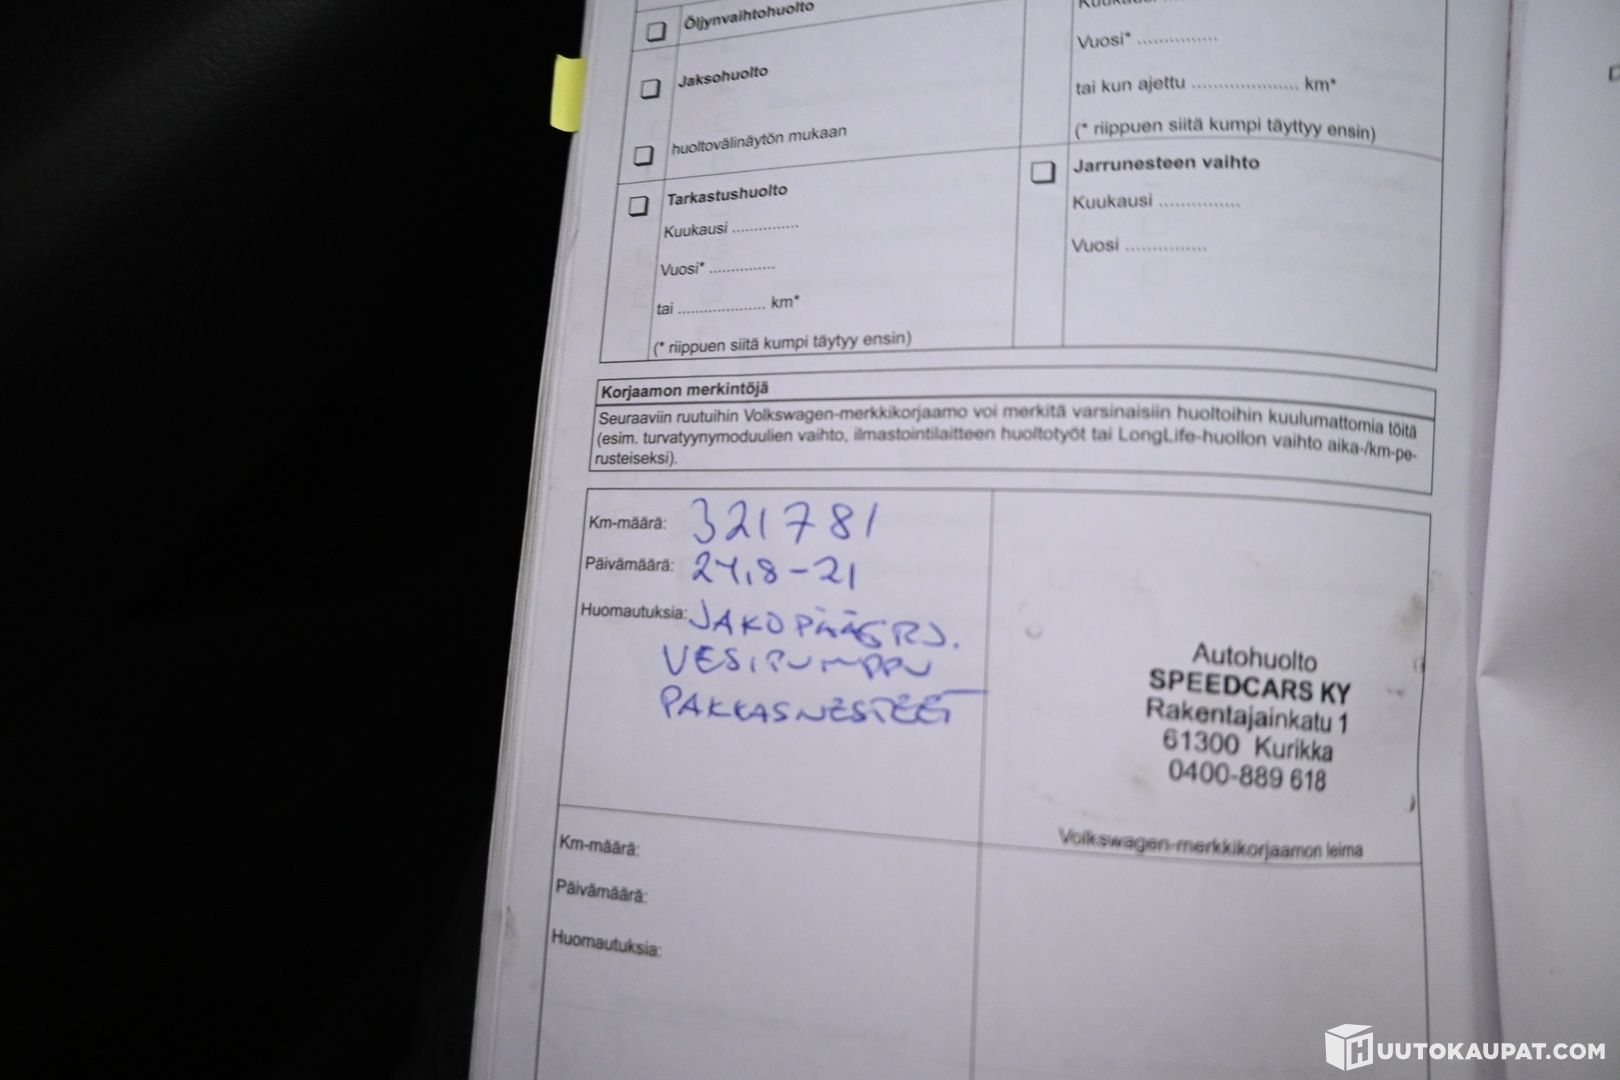 Öljynvaihtohuolto
Jaksohuolto
huoltovälinäytön mukaan
Tarkastushuolto
Kuukausi ...............
Vuosi* ...............
tai .................... km*
(* riippuen siitä kumpi täytyy ensin)
Vuosi* ...............
tai kun ajettu .................... km*
(* riippuen siitä kumpi täyttyy ensin)
Jarrunesteen vaihto
Kuukausi ...............
Vuosi ...............
Korjaamon merkintöjä
Seuraaviin ruutuihin Volkswagen-merkkikorjaamo voi merkitä varsinaisiin huoltoihin kuulumattomia töitä
(esim. turvatyynymoduulien vaihto, ilmastointilaitteen huoltotyöt tai LongLife-huollon vaihto aika-/km-pe-
rusteiseksi).
Km-määrä: 321781
Päivämäärä: 24.8-21
Huomautuksia: JAKOPÄÄSRJ.
VESIPUMPPU
PAKKASNESTEET
Autohuolto
SPEEDCARS KY
Rakentajainkatu 1
61300 Kurikka
0400-889 618
Volkswagen-merkkikorjaamon leima
Km-määrä:
Päivämäärä:
Huomautuksia:
HUUTOKAUPAT.COM